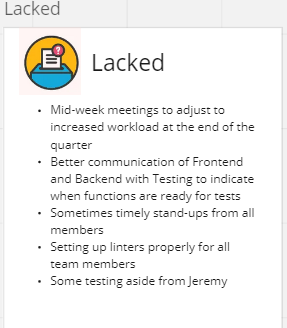 Lacked
Lacked
• Mid-week meetings to adjust to
increased workload at the end of the
quarter
• Better communication of Frontend
and Backend with Testing to indicate
when functions are ready for tests
• Sometimes timely stand-ups from all
members
• Setting up linters properly for all
team members
• Some testing aside from Jeremy